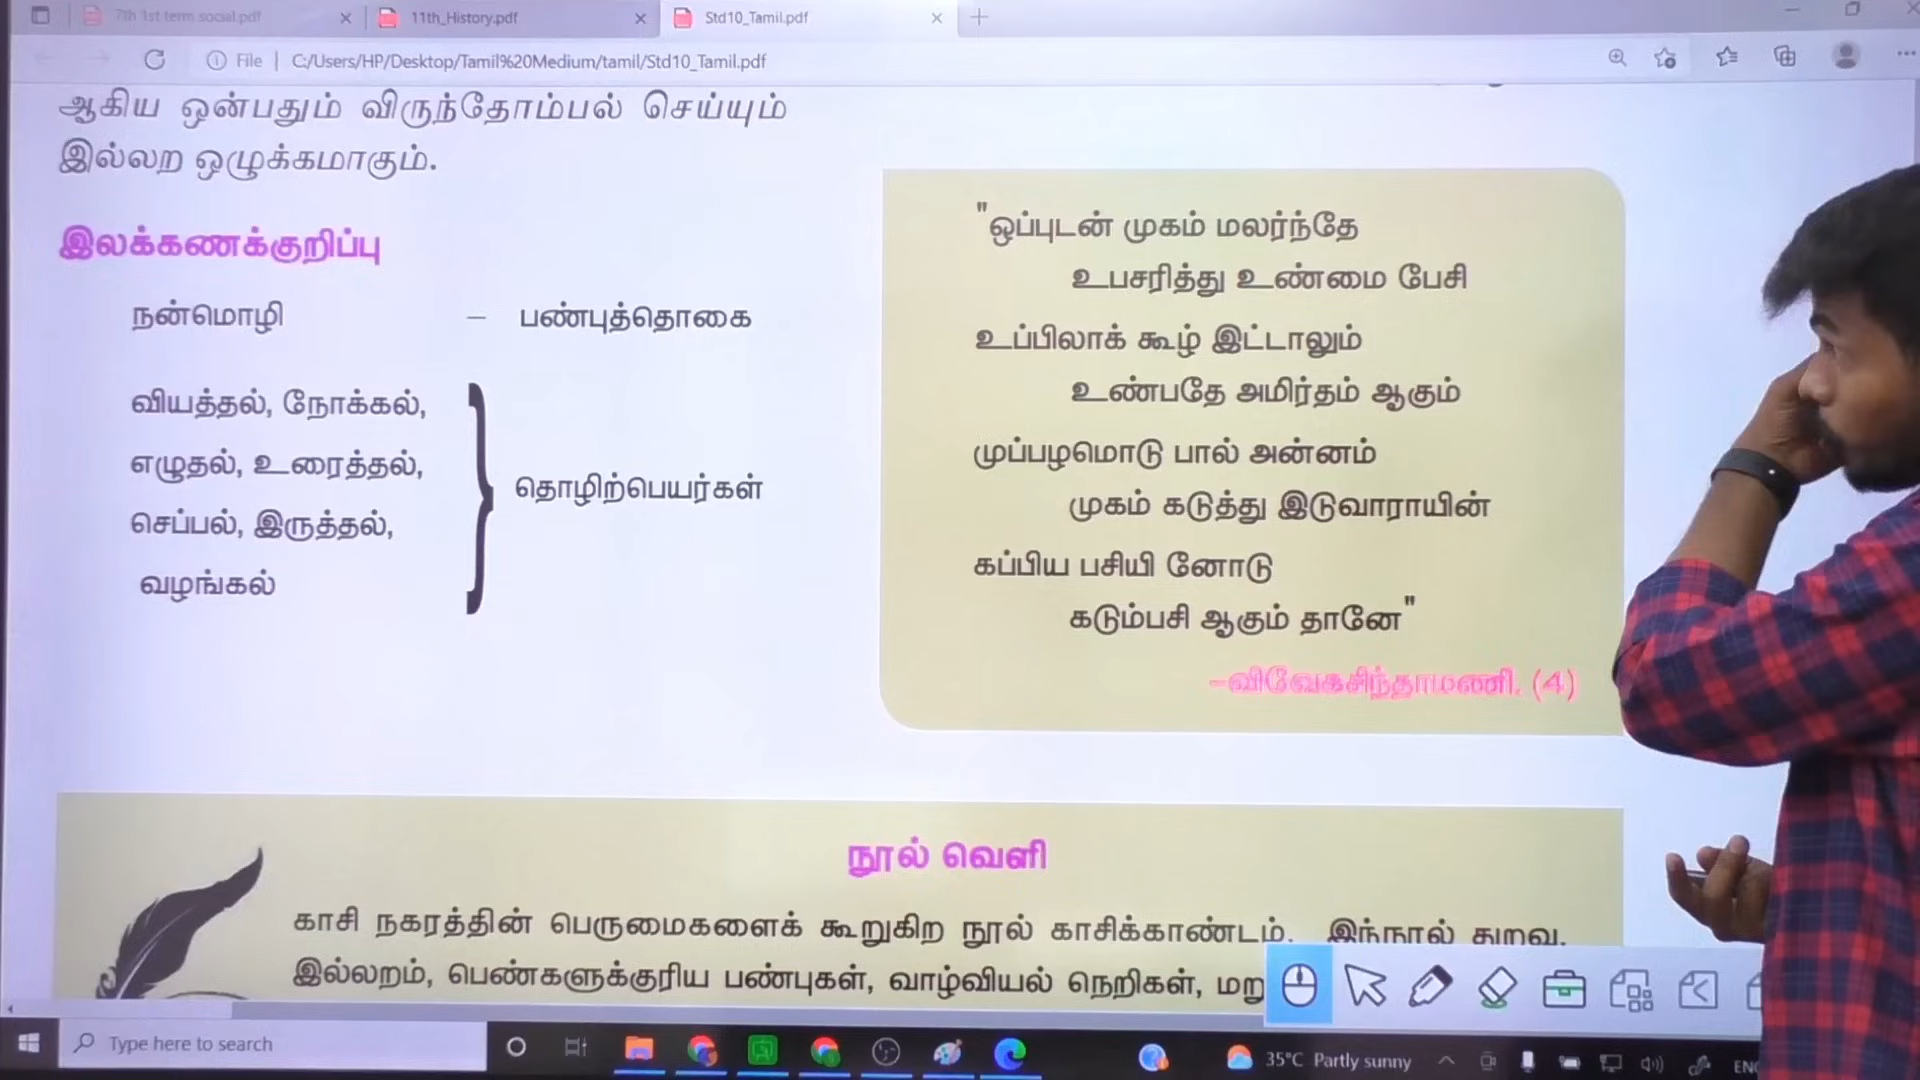 7th 1st term social.pdf
11th_History.pdf
Std10_Tamil.pdf
File | C:/Users/HP/Desktop/Tamil%20Medium/tamil/Std10_Tamil.pdf
ஆகிய ஒன்பதும் விருந்தோம்பல் செய்யும்
இல்லற ஒழுக்கமாகும்.
இலக்கணக்குறிப்பு
நன்மொழி – பண்புத்தொகை
வியத்தல், நோக்கல்,
எழுதல், உரைத்தல்,
செப்பல், இருத்தல்,
வழங்கல்
தொழிற்பெயர்கள்
"ஒப்புடன் முகம் மலர்ந்தே
உபசரித்து உண்மை பேசி
உப்பிலாக் கூழ் இட்டாலும்
உண்பதே அமிர்தம் ஆகும்
முப்பழமொடு பால் அன்னம்
முகம் கடுத்து இடுவாராயின்
கப்பிய பசியி னோடு
கடும்பசி ஆகும் தானே"
–விவேகசிந்தாமணி. (4)
நூல் வெளி
காசி நகரத்தின் பெருமைகளைக் கூறுகிற நூல் காசிக்காண்டம். இந்நூல் துறவு,
இல்லறம், பெண்களுக்குரிய பண்புகள், வாழ்வியல் நெறிகள், மறு
Type here to search
35°C Partly sunny
ENG